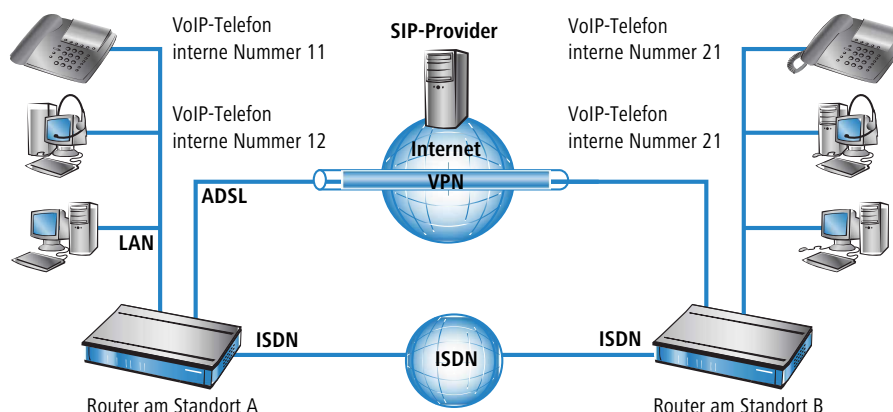 VoIP-Telefon
interne Nummer 11
SIP-Provider
VoIP-Telefon
interne Nummer 21
VoIP-Telefon
interne Nummer 12
VoIP-Telefon
interne Nummer 21
Internet
VPN
ADSL
LAN
ISDN
ISDN
ISDN
Router am Standort A
Router am Standort B